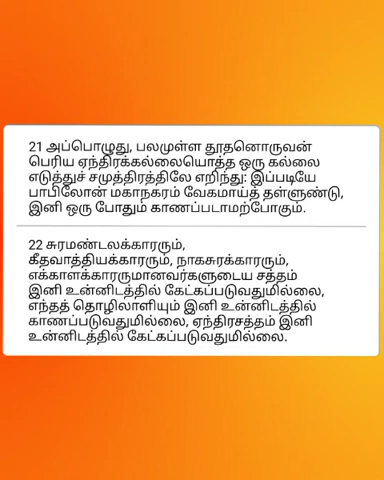 21 அப்பொழுது, பலமுள்ள தூதனொருவன்
பெரிய ஏந்திரக்கல்லையொத்த ஒரு கல்லை
எடுத்துச் சமுத்திரத்திலே எறிந்து: இப்படியே
பாபிலோன் மகாநகரம் வேகமாய்த் தள்ளுண்டு,
இனி ஒரு போதும் காணப்படாமற்போகும்.
22 சுரமண்டலக்காரரும்,
கீதவாத்தியக்காரரும், நாகசுரக்காரரும்,
எக்காளக்காரருமானவர்களுடைய சத்தம்
இனி உன்னிடத்தில் கேட்கப்படுவதுமில்லை,
எந்தத் தொழிலாளியும் இனி உன்னிடத்தில்
காணப்படுவதுமில்லை, ஏந்திரசத்தம் இனி
உன்னிடத்தில் கேட்கப்படுவதுமில்லை.